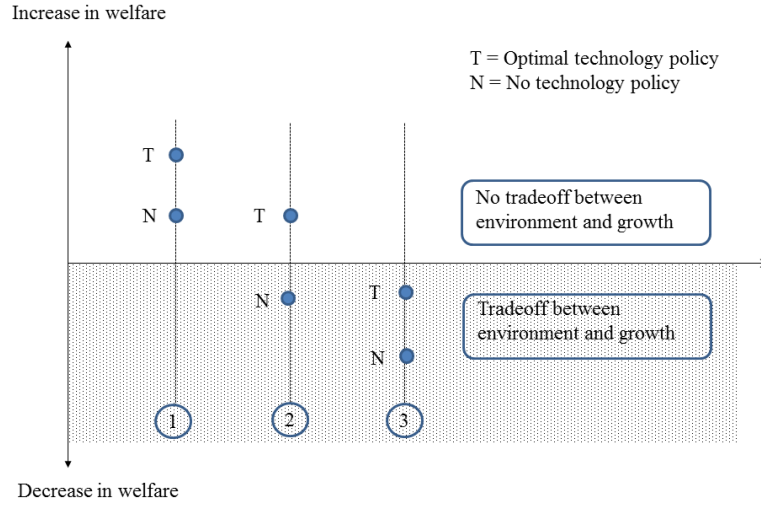 Increase in welfare
T = Optimal technology policy
N = No technology policy
T
N
T
No tradeoff between
environment and growth
N
T
Tradeoff between
environment and growth
N
1
2
3
Decrease in welfare